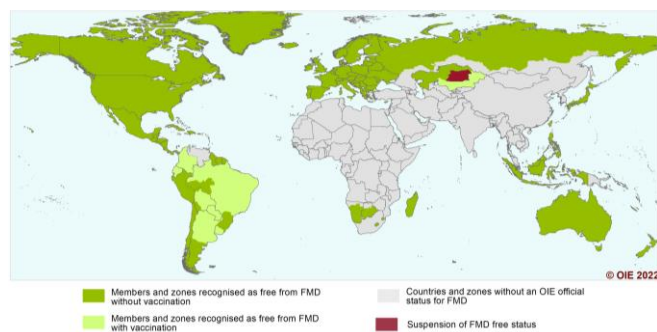 © OIE 2022
Members and zones recognised as free from FMD
without vaccination
Members and zones recognised as free from FMD
with vaccination
Countries and zones without an OIE official
status for FMD
Suspension of FMD free status